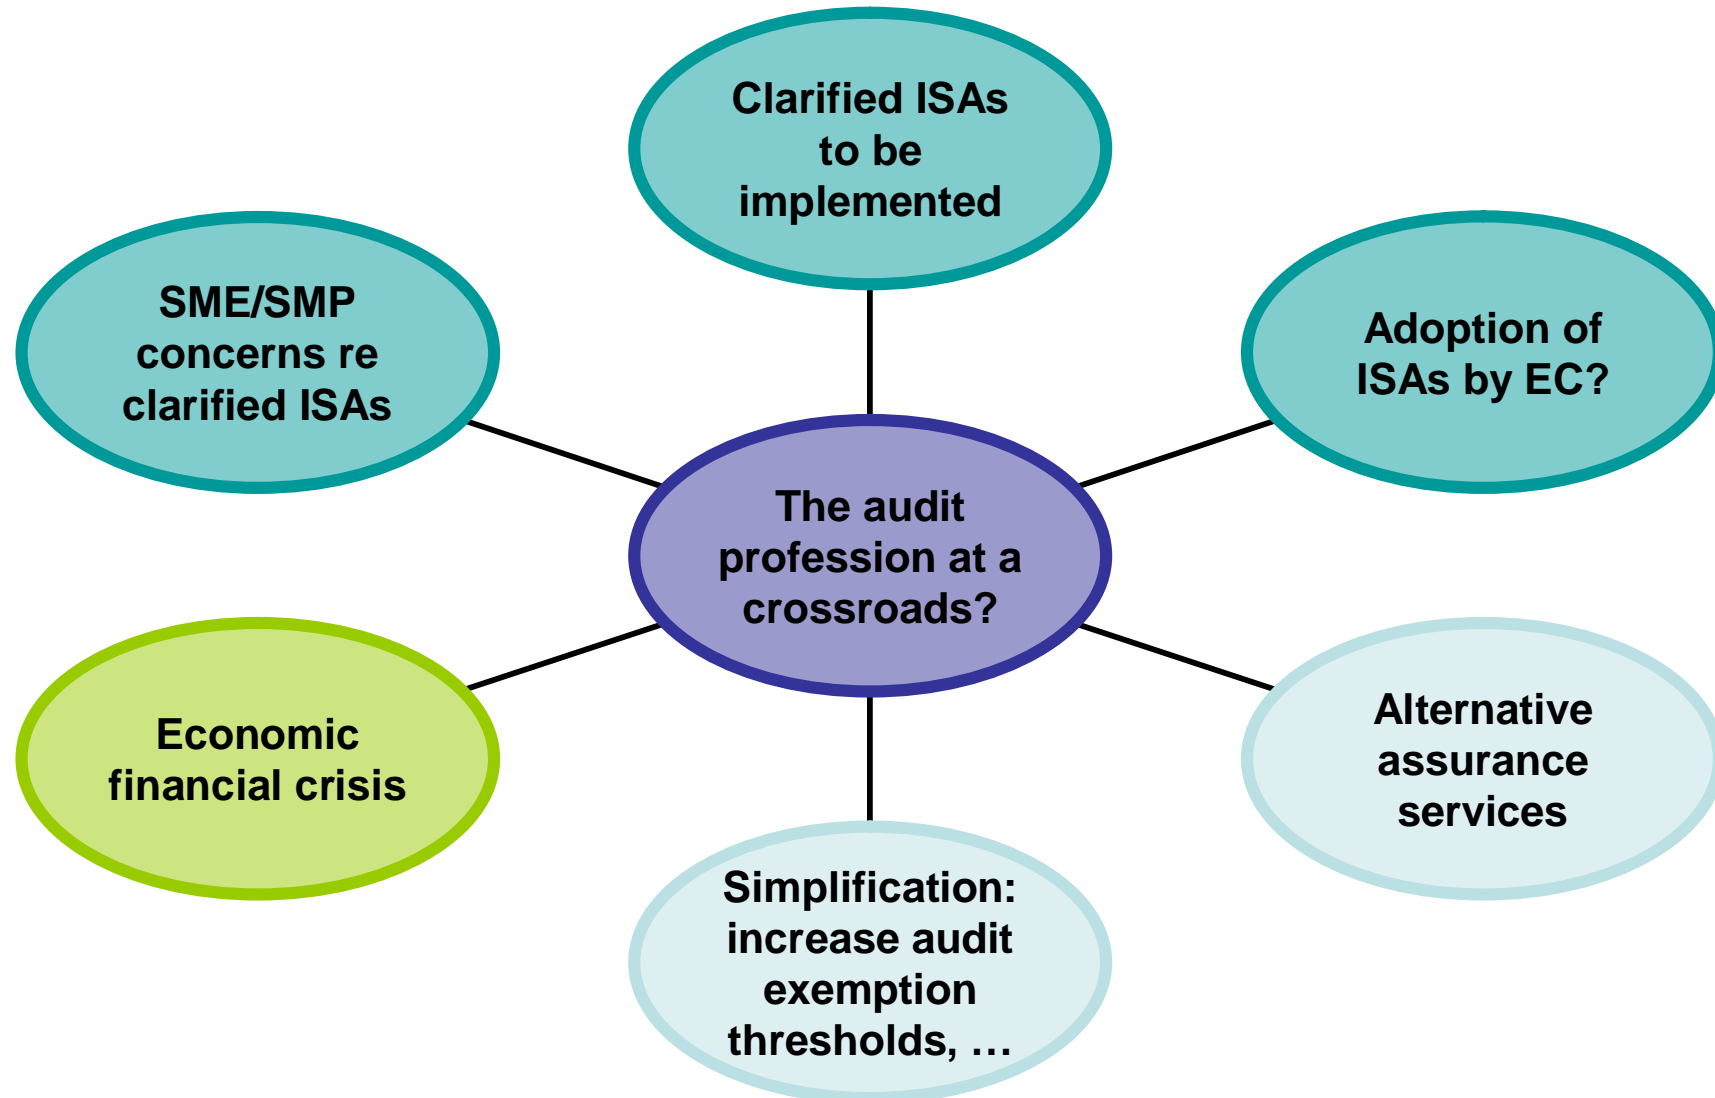 Clarified ISAs
to be
implemented
SME/SMP
concerns re
clarified ISAs
Adoption of
ISAs by EC?
The audit
profession at a
crossroads?
Economic
financial crisis
Alternative
assurance
services
Simplification:
increase audit
exemption
thresholds, …